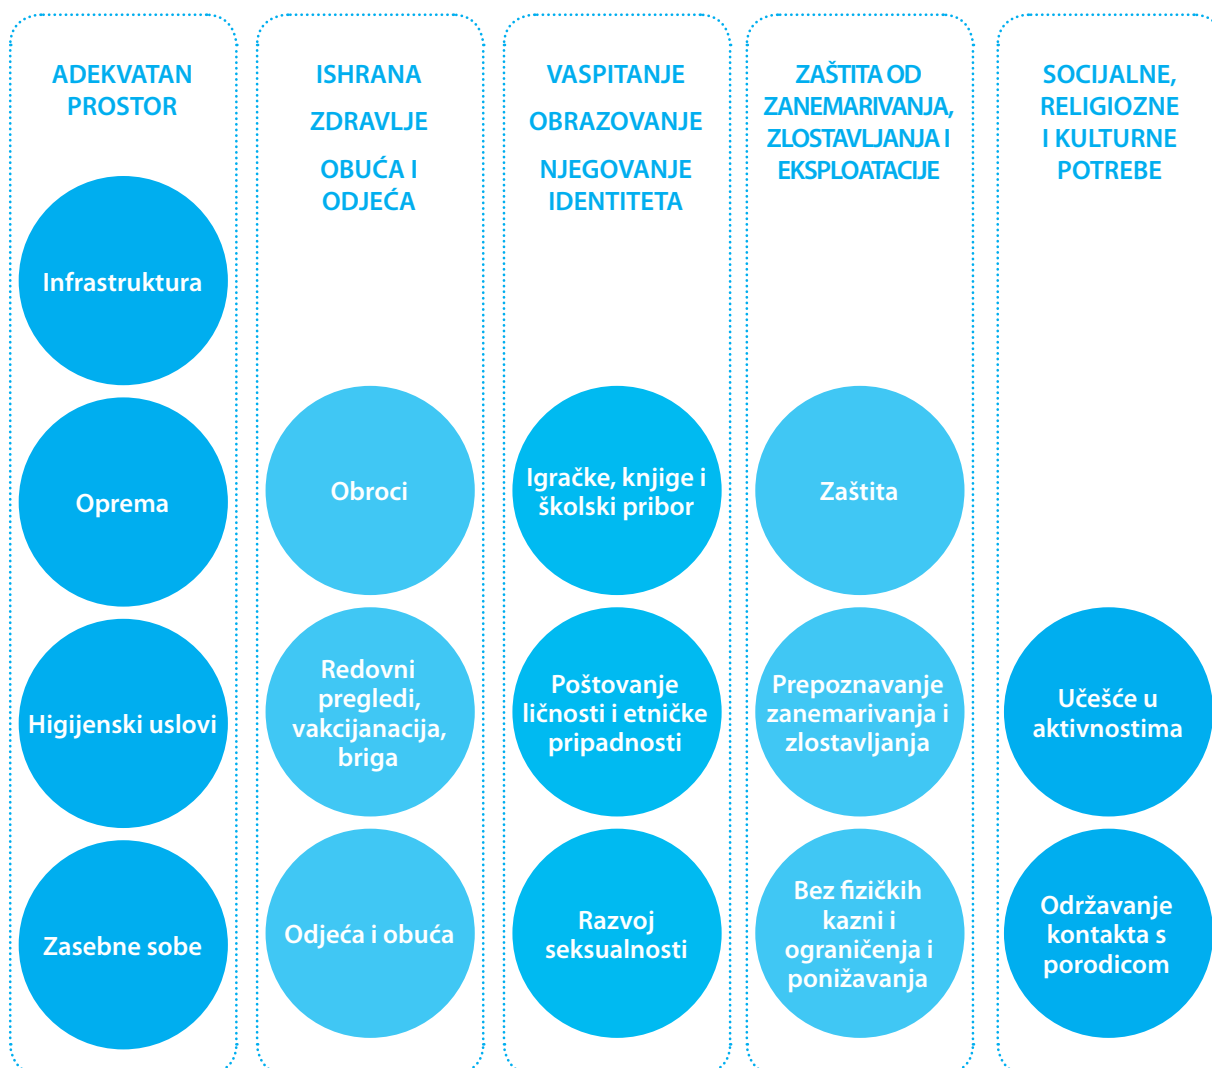 ADEKVATAN
PROSTOR
Infrastruktura
Oprema
Higijenski uslovi
Zasebne sobe
ISHRANA
ZDRAVLJE
OBUĆA I
ODJEĆA
Obroci
Redovni
pregledi,
vakcijanacija,
briga
Odjeća i obuća
VASPITANJE
OBRAZOVANJE
NJEGOVANJE
IDENTITETA
Igračke, knjige i
školski pribor
Poštovanje
ličnosti i etničke
pripadnosti
Razvoj
seksualnosti
ZAŠTITA OD
ZANEMARIVANJA,
ZLOSTAVLJANJA I
EKSPLOATACIJE
Zaštita
Prepoznavanje
zanemarivanja i
zlostavljanja
Bez fizičkih
kazni i
ograničenja i
ponižavanja
SOCIJALNE,
RELIGIOZNE
I KULTURNE
POTREBE
Učešće u
aktivnostima
Održavanje
kontakta s
porodicom